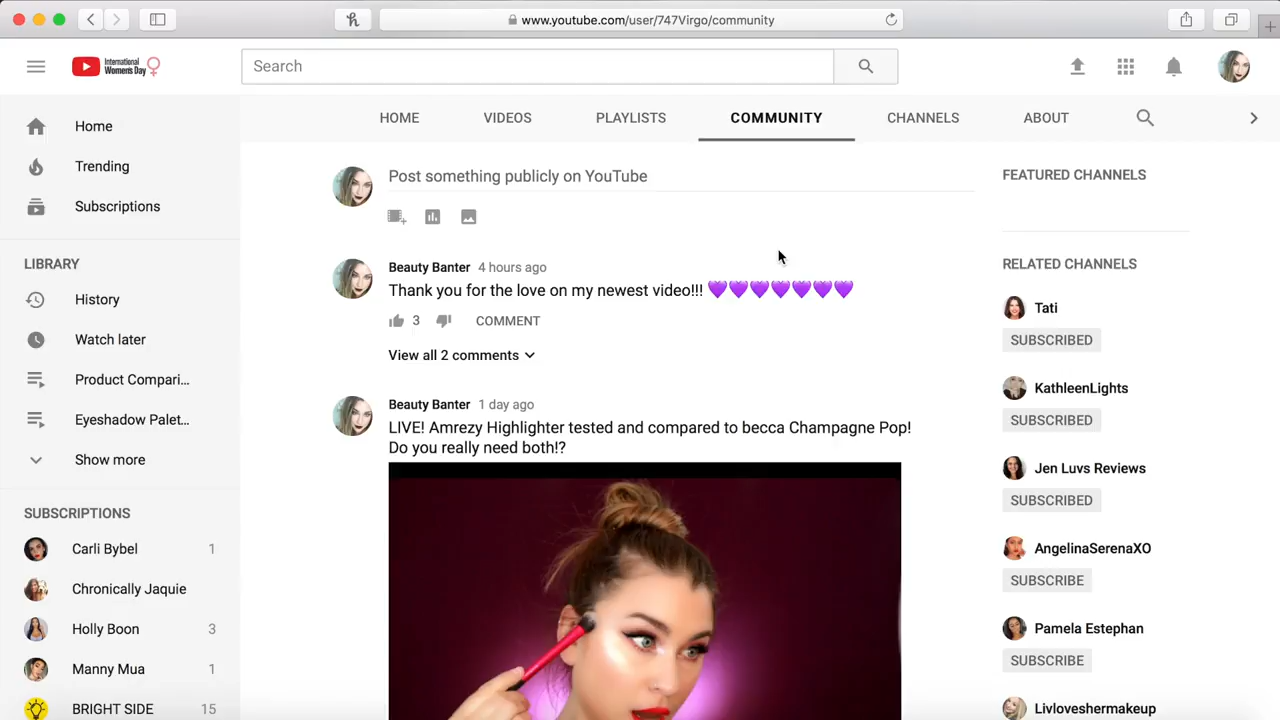 www.youtube.com/user/747Virgo/community
International
Women's Day
Search
Home
Trending
Subscriptions
LIBRARY
History
Watch later
Product Compari...
Eyeshadow Palet...
Show more
SUBSCRIPTIONS
Carli Bybel 1
Chronically Jaquie
Holly Boon 3
Manny Mua 1
BRIGHT SIDE 15
HOME VIDEOS PLAYLISTS COMMUNITY CHANNELS ABOUT
Post something publicly on YouTube
Beauty Banter 4 hours ago
Thank you for the love on my newest video!!! 💜💜💜💜💜💜💜
3 COMMENT
View all 2 comments
Beauty Banter 1 day ago
LIVE! Amrezy Highlighter tested and compared to becca Champagne Pop!
Do you really need both!?
FEATURED CHANNELS
RELATED CHANNELS
Tati
SUBSCRIBED
KathleenLights
SUBSCRIBED
Jen Luvs Reviews
SUBSCRIBED
AngelinaSerenaXO
SUBSCRIBE
Pamela Estephan
SUBSCRIBE
Livloveshermakeup